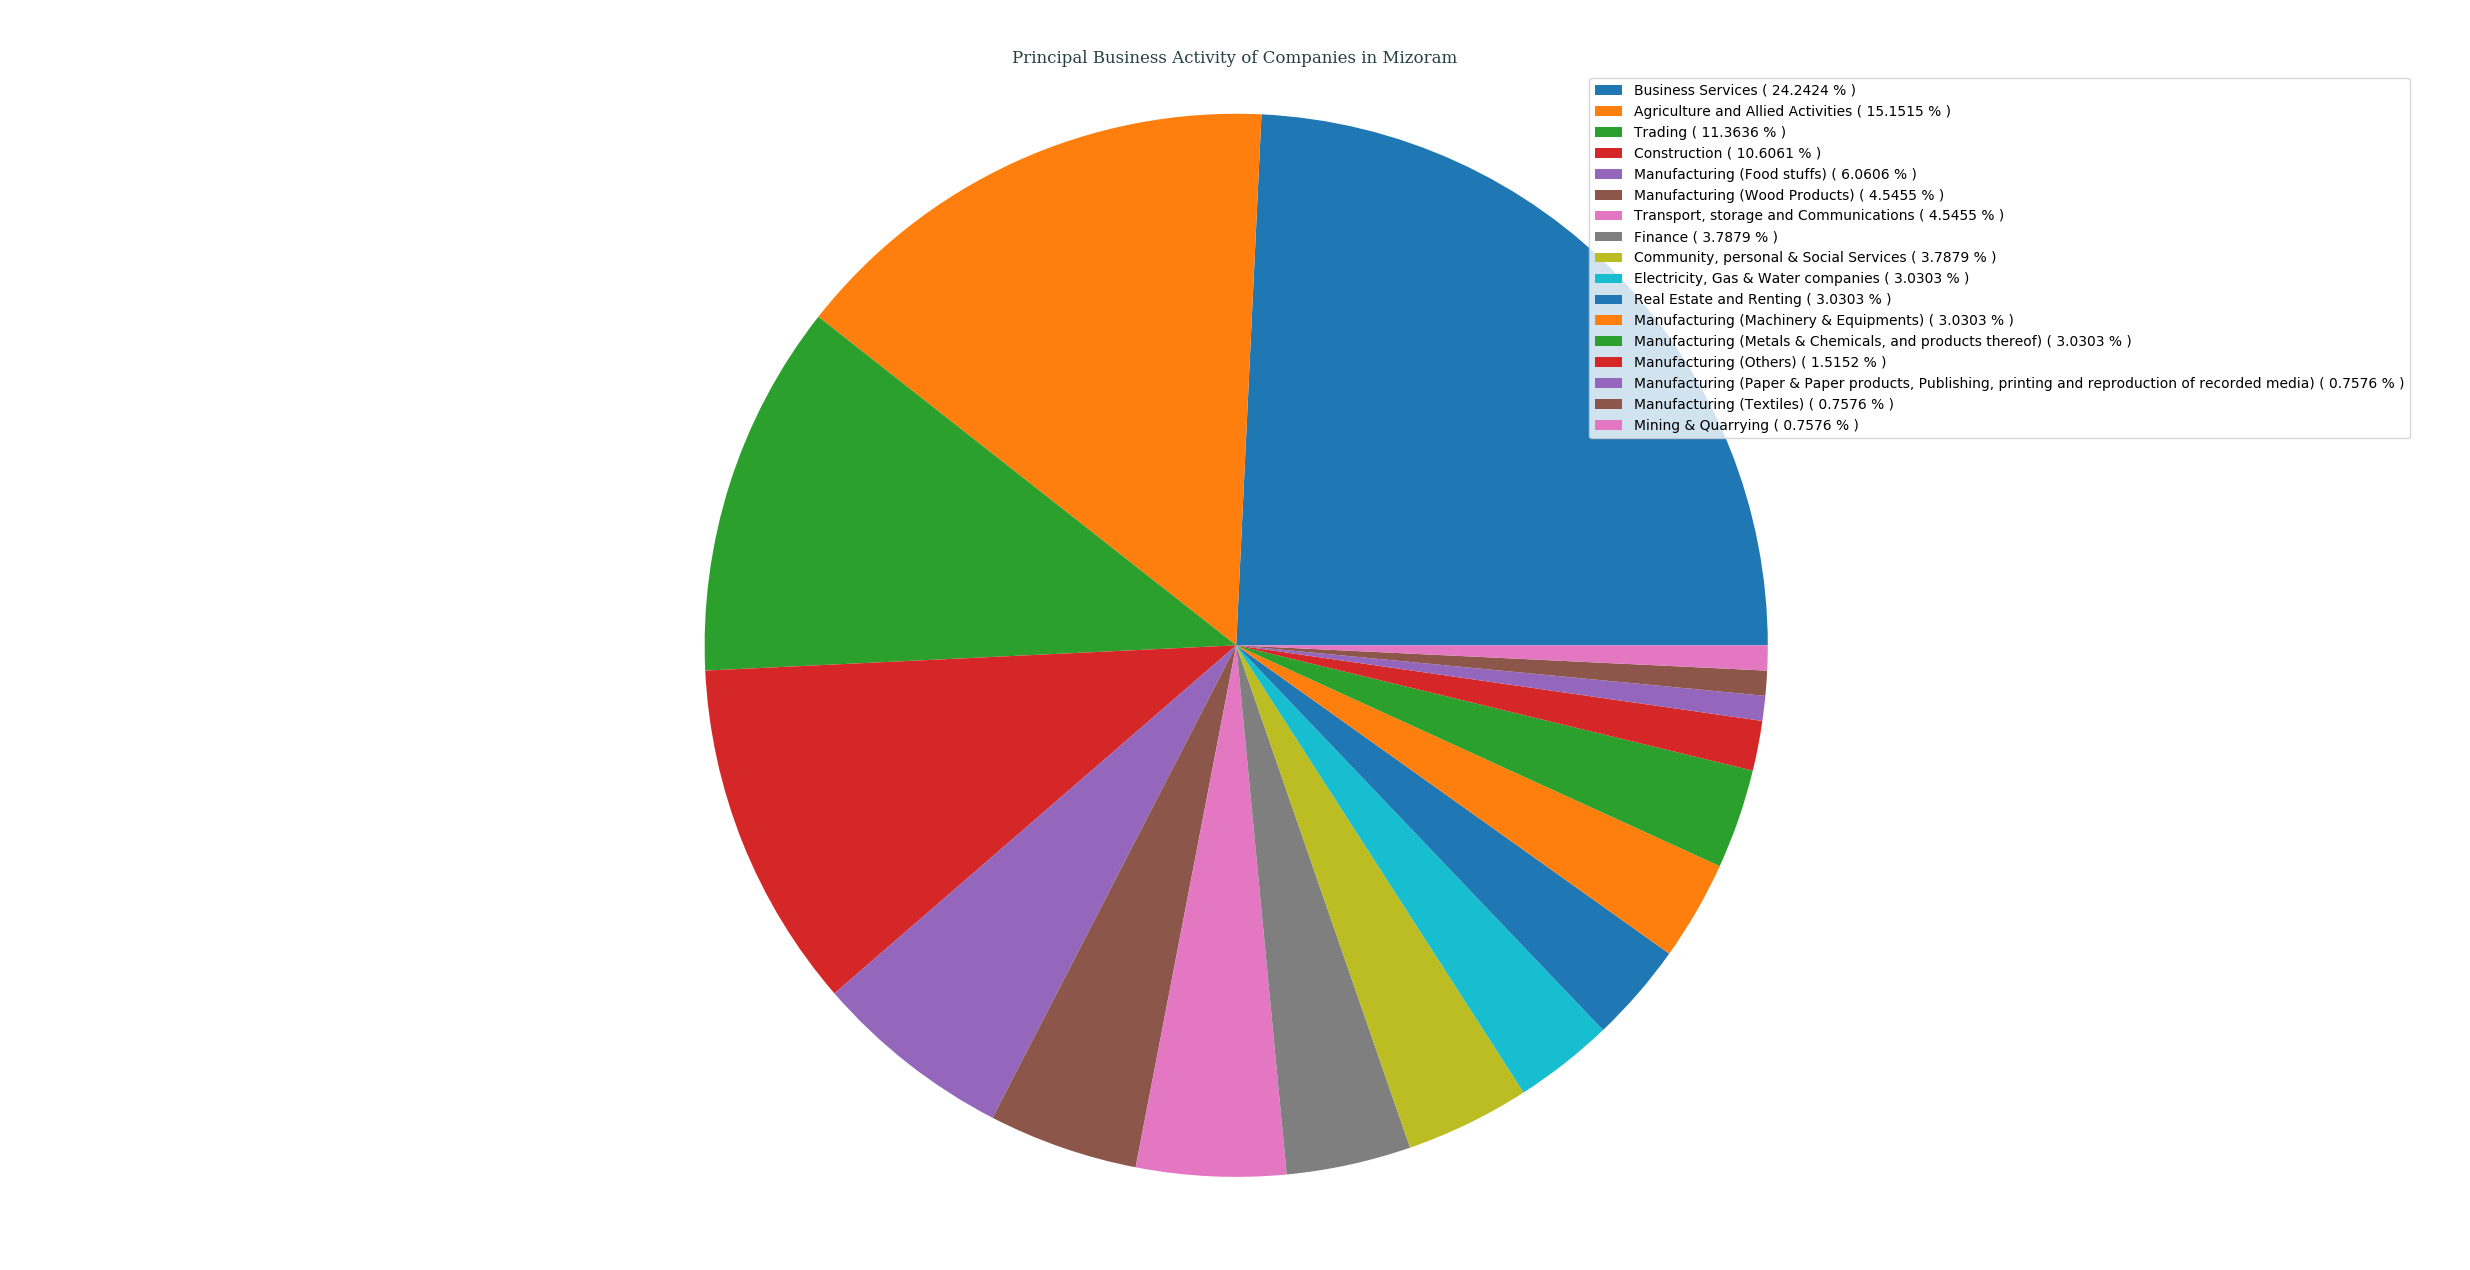 Principal Business Activity of Companies in Mizoram
Business Services ( 24.2424 % )
Agriculture and Allied Activities ( 15.1515 % )
Trading ( 11.3636 % )
Construction ( 10.6061 % )
Manufacturing (Food stuffs) ( 6.0606 % )
Manufacturing (Wood Products) ( 4.5455 % )
Transport, storage and Communications ( 4.5455 % )
Finance ( 3.7879 % )
Community, personal & Social Services ( 3.7879 % )
Electricity, Gas & Water companies ( 3.0303 % )
Real Estate and Renting ( 3.0303 % )
Manufacturing (Machinery & Equipments) ( 3.0303 % )
Manufacturing (Metals & Chemicals, and products thereof) ( 3.0303 % )
Manufacturing (Others) ( 1.5152 % )
Manufacturing (Paper & Paper products, Publishing, printing and reproduction of recorded media) ( 0.7576 % )
Manufacturing (Textiles) ( 0.7576 % )
Mining & Quarrying ( 0.7576 % )